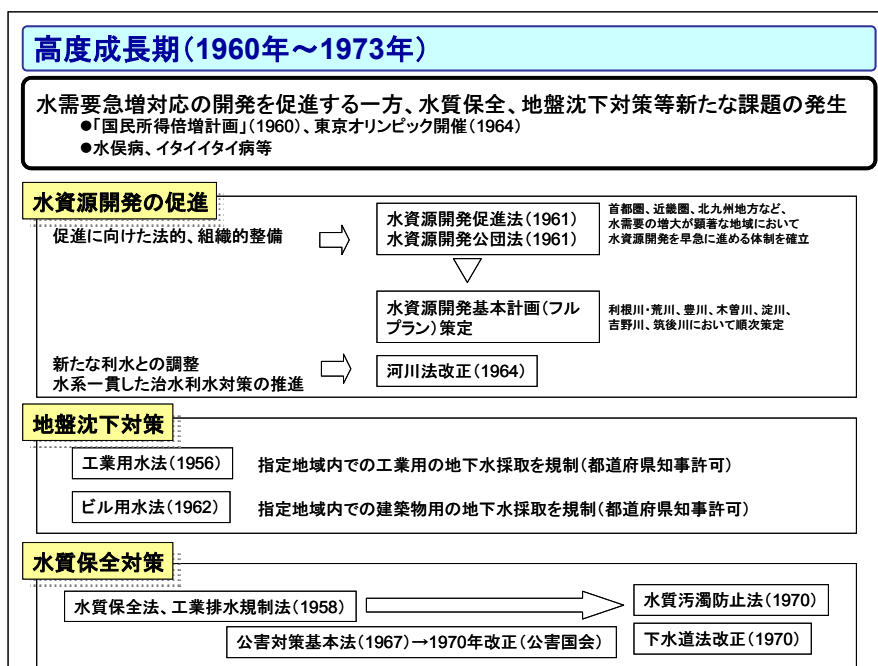 高度成長期(1960年～1973年)
水需要急増対応の開発を促進する一方、水質保全、地盤沈下対策等新たな課題の発生
●「国民所得倍増計画」(1960)、東京オリンピック開催(1964)
●水俣病、イタイイタイ病等
水資源開発の促進
促進に向けた法的、組織的整備
水資源開発促進法(1961)
水資源開発公団法(1961)
首都圏、近畿圏、北九州地方など、
水需要の増大が顕著な地域において
水資源開発を早急に進める体制を確立
水資源開発基本計画(フル
プラン)策定
利根川・荒川、豊川、木曽川、淀川、
吉野川、筑後川において順次策定
新たな利水との調整
水系一貫した治水利水対策の推進
河川法改正(1964)
地盤沈下対策
工業用水法(1956)
指定地域内での工業用の地下水採取を規制(都道府県知事許可)
ビル用水法(1962)
指定地域内での建築物用の地下水採取を規制(都道府県知事許可)
水質保全対策
水質保全法、工業排水規制法(1958)
水質汚濁防止法(1970)
公害対策基本法(1967)→1970年改正(公害国会)
下水道法改正(1970)